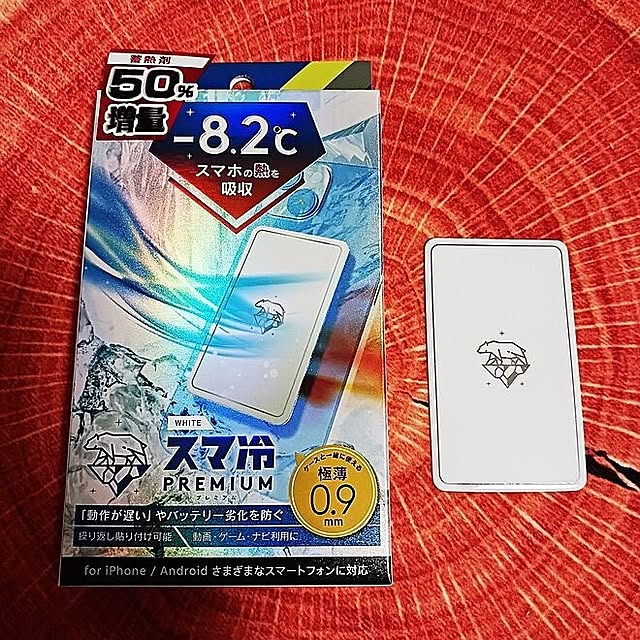 蓄熱剤
50%
増量
-8.2℃
スマホの熱を
吸収
WHITE
スマ冷
PREMIUM
プレミアム
ケースと一緒に使える
極薄
0.9
mm
「動作が遅い」やバッテリー劣化を防ぐ
繰り返し貼り付け可能 動画・ゲーム・ナビ利用に
for iPhone / Android さまざまなスマートフォンに対応